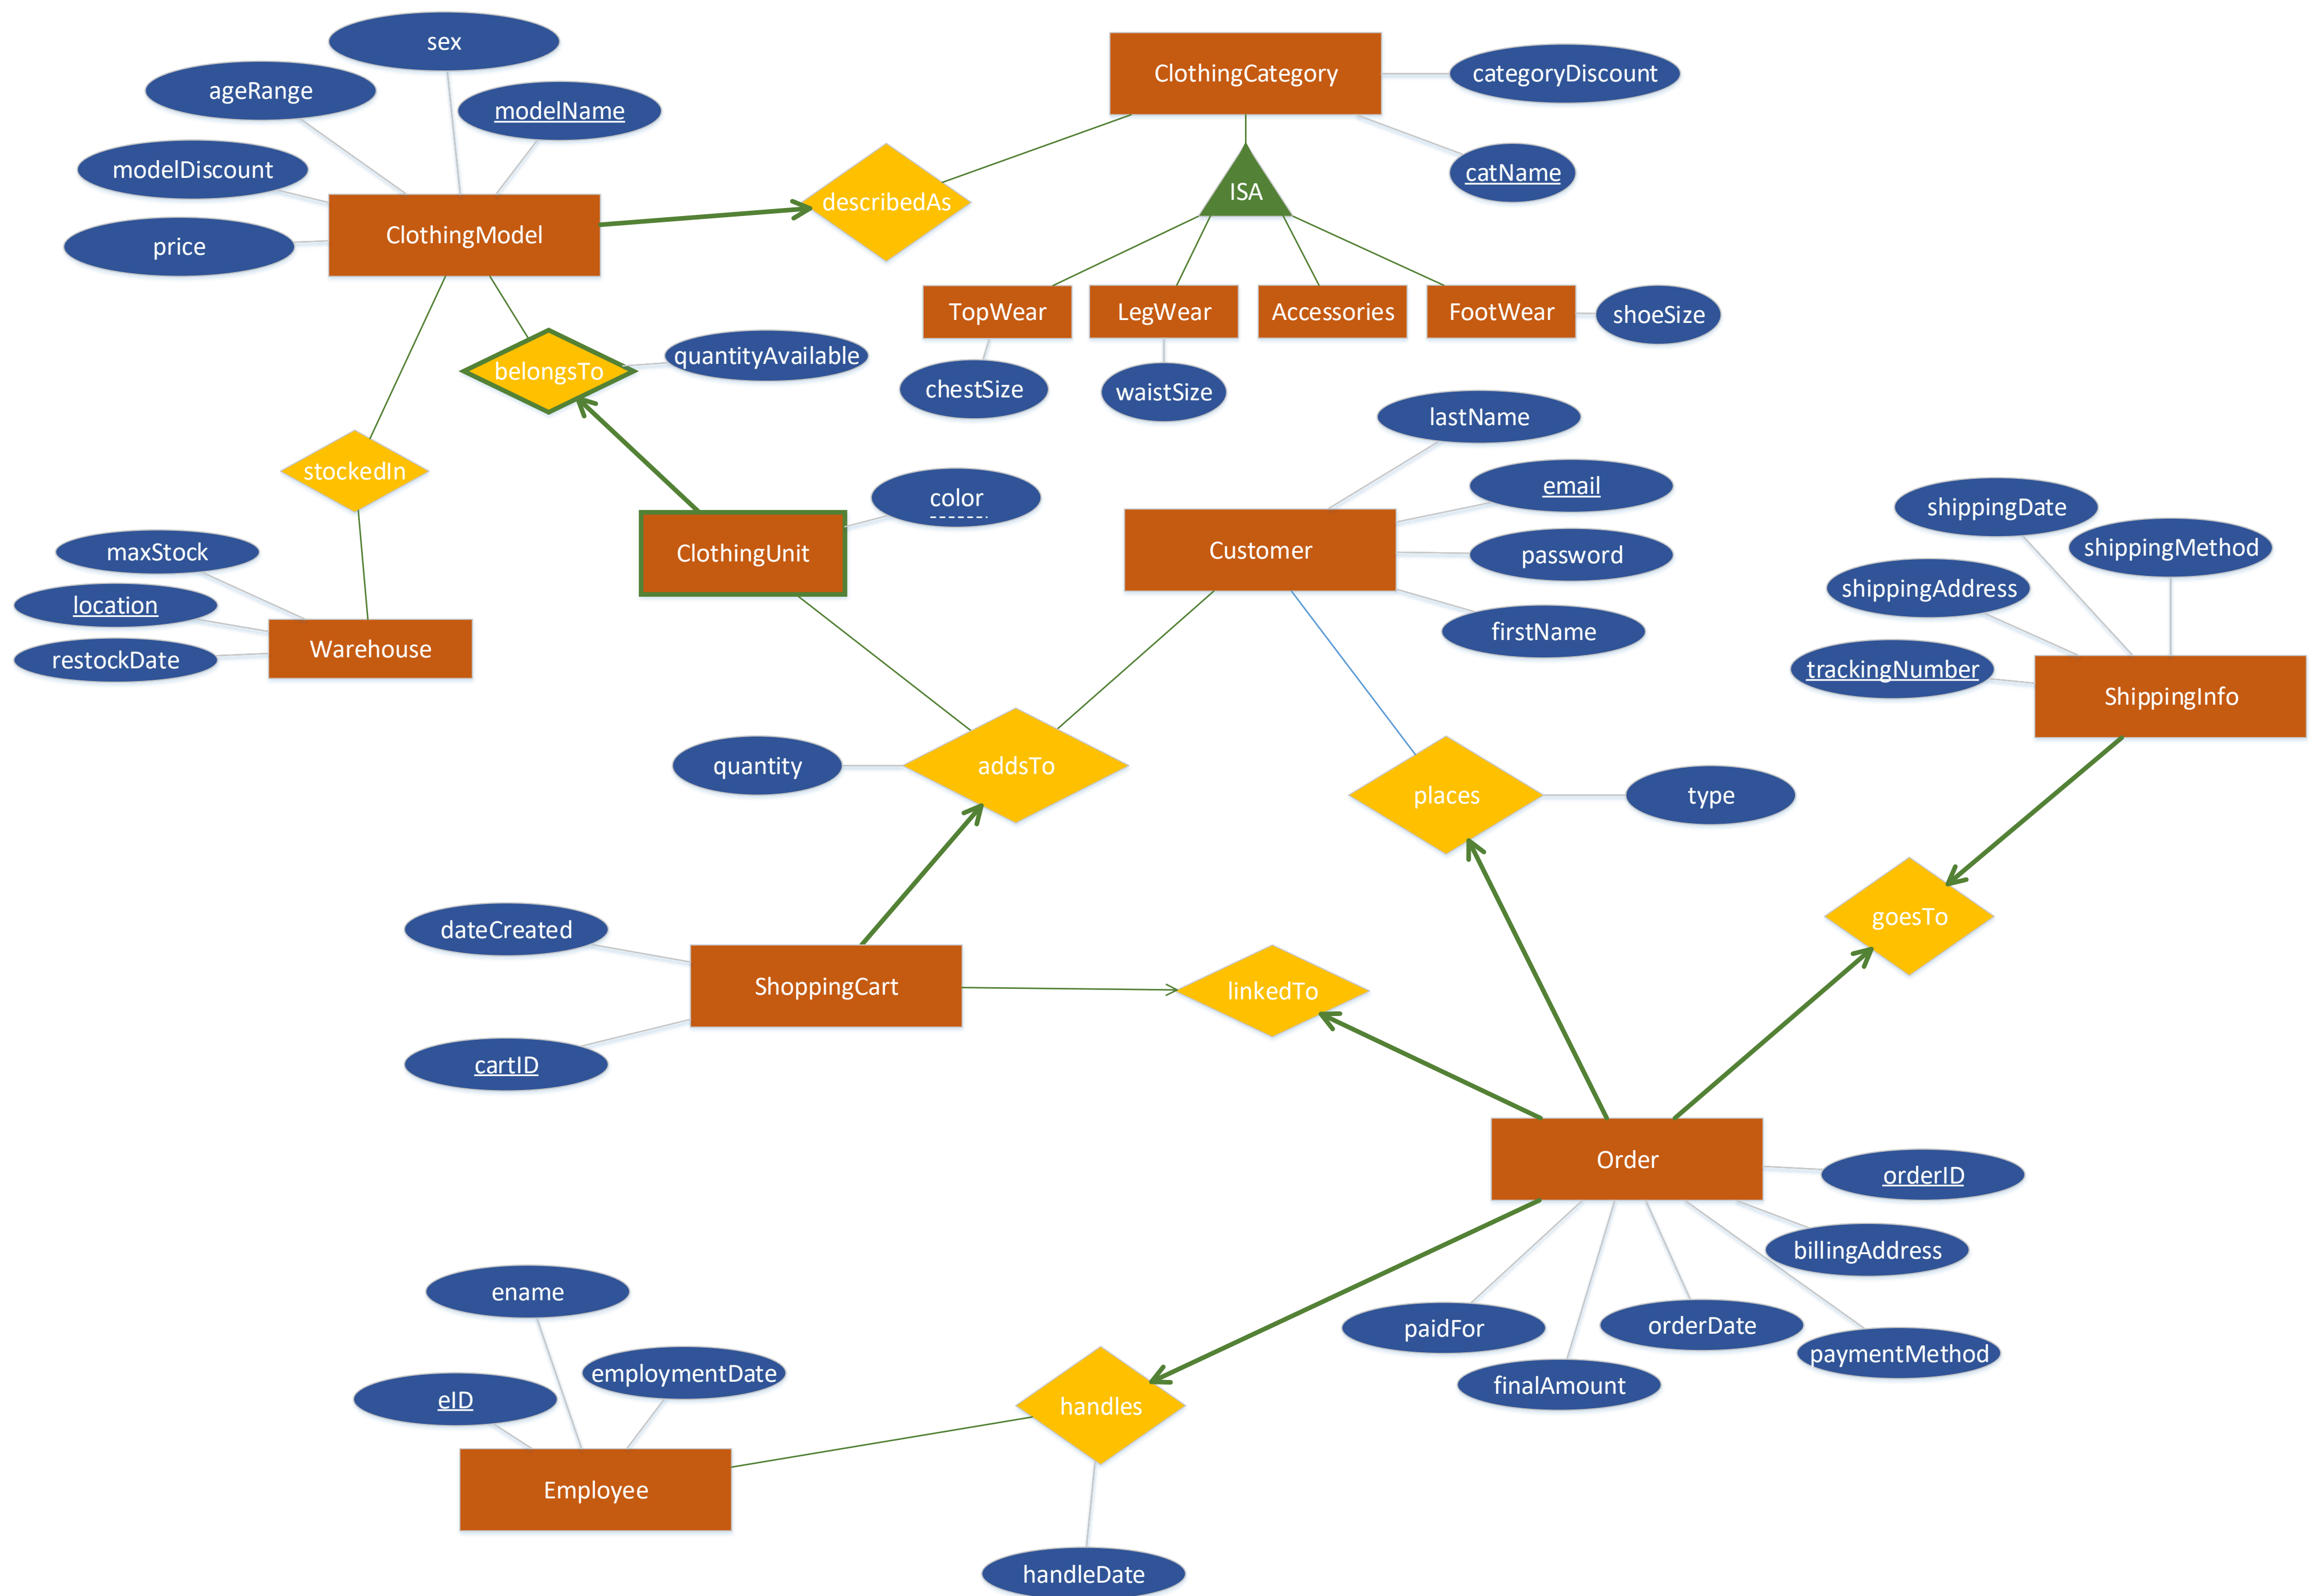 sex
ageRange
modelName
modelDiscount
price
ClothingModel
describedAs
ClothingCategory
categoryDiscount
catName
ISA
TopWear
LegWear
Accessories
FootWear
shoeSize
chestSize
waistSize
belongsTo
quantityAvailable
stockedIn
maxStock
location
restockDate
Warehouse
ClothingUnit
color
lastName
email
Customer
password
firstName
shippingDate
shippingMethod
shippingAddress
trackingNumber
ShippingInfo
quantity
addsTo
places
type
goesTo
dateCreated
ShoppingCart
cartID
linkedTo
Order
orderID
billingAddress
paidFor
orderDate
paymentMethod
finalAmount
ename
employmentDate
eID
handles
Employee
handleDate